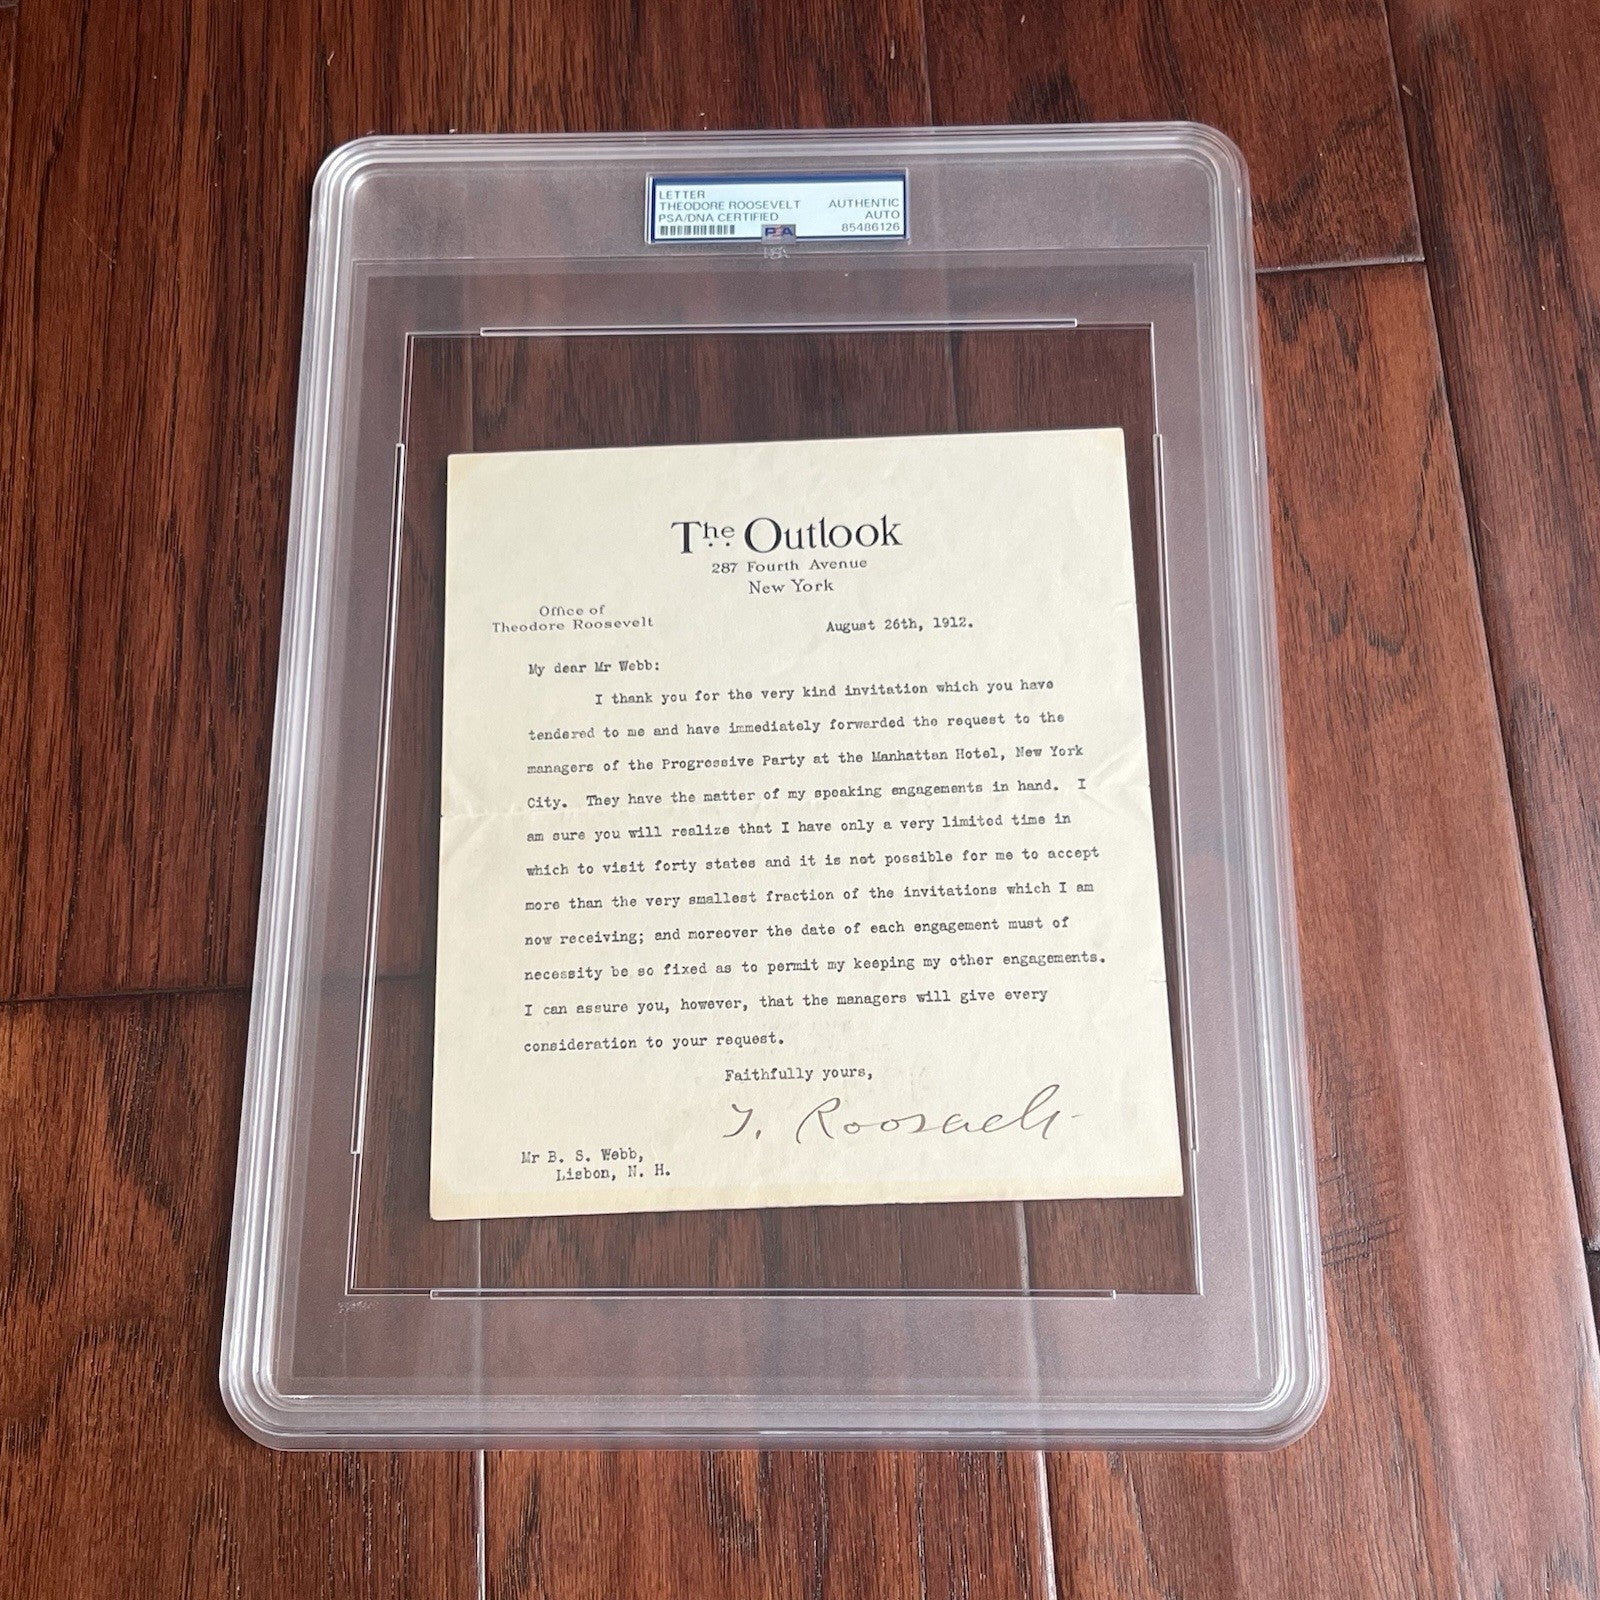 LETTER
THEODORE ROOSEVELT
PSA/DNA CERTIFIED
AUTHENTIC
AUTO
85486126
PSA
The Outlook
287 Fourth Avenue
New York
Office of
Theodore Roosevelt
August 26th, 1912.
My dear Mr Webb:
I thank you for the very kind invitation which you have
tendered to me and have immediately forwarded the request to the
managers of the Progressive Party at the Manhattan Hotel, New York
City. They have the matter of my speaking engagements in hand. I
am sure you will realize that I have only a very limited time in
which to visit forty states and it is not possible for me to accept
more than the very smallest fraction of the invitations which I am
now receiving; and moreover the date of each engagement must of
necessity be so fixed as to permit my keeping my other engagements.
I can assure you, however, that the managers will give every
consideration to your request.
Faithfully yours,
T. Roosevelt
Mr B. S. Webb,
Lisbon, N. H.